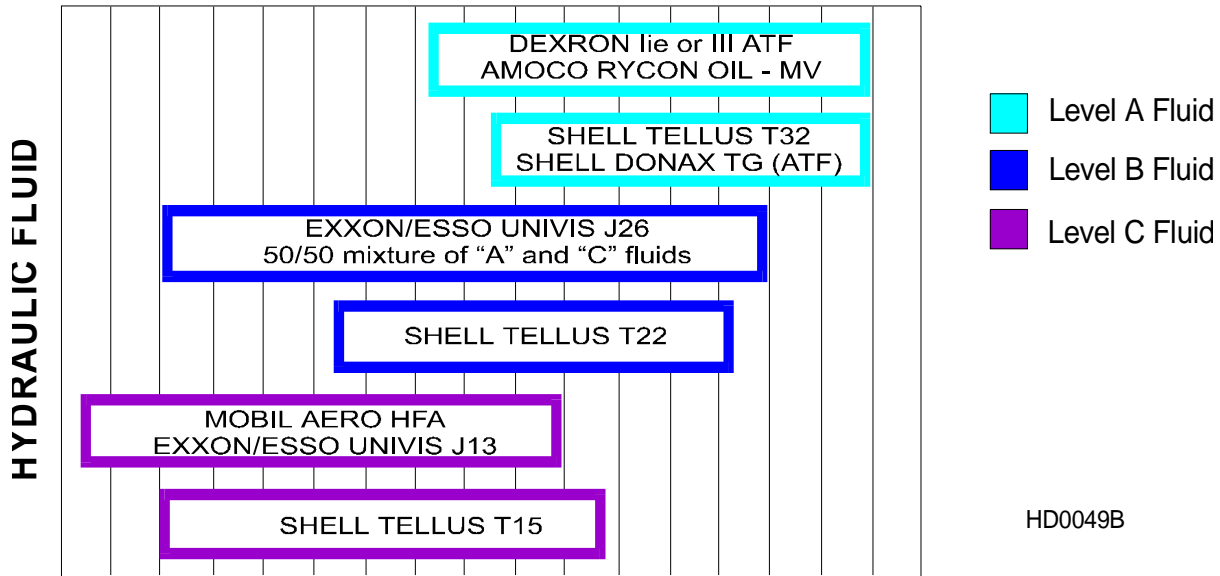 HYDRAULIC FLUID
DEXRON Iie or III ATF
AMOCO RYCON OIL - MV
SHELL TELLUS T32
SHELL DONAX TG (ATF)
EXXON/ESSO UNIVIS J26
50/50 mixture of “A” and “C” fluids
SHELL TELLUS T22
MOBIL AERO HFA
EXXON/ESSO UNIVIS J13
SHELL TELLUS T15
Level A Fluid
Level B Fluid
Level C Fluid
HD0049B